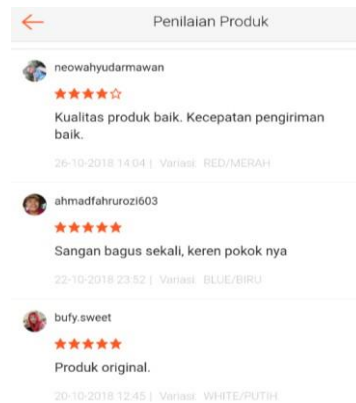 Penilaian Produk
neowahyudarmawan
Kualitas produk baik. Kecepatan pengiriman
baik.
26-10-2018 14:04 | Variasi: RED/MERAH
ahmadfahrurozi603
Sangan bagus sekali, keren pokok nya
22-10-2018 23:52 | Variasi: BLUE/BIRU
bufy.sweet
Produk original.
20-10-2018 12:45 | Variasi: WHITE/PUTIH